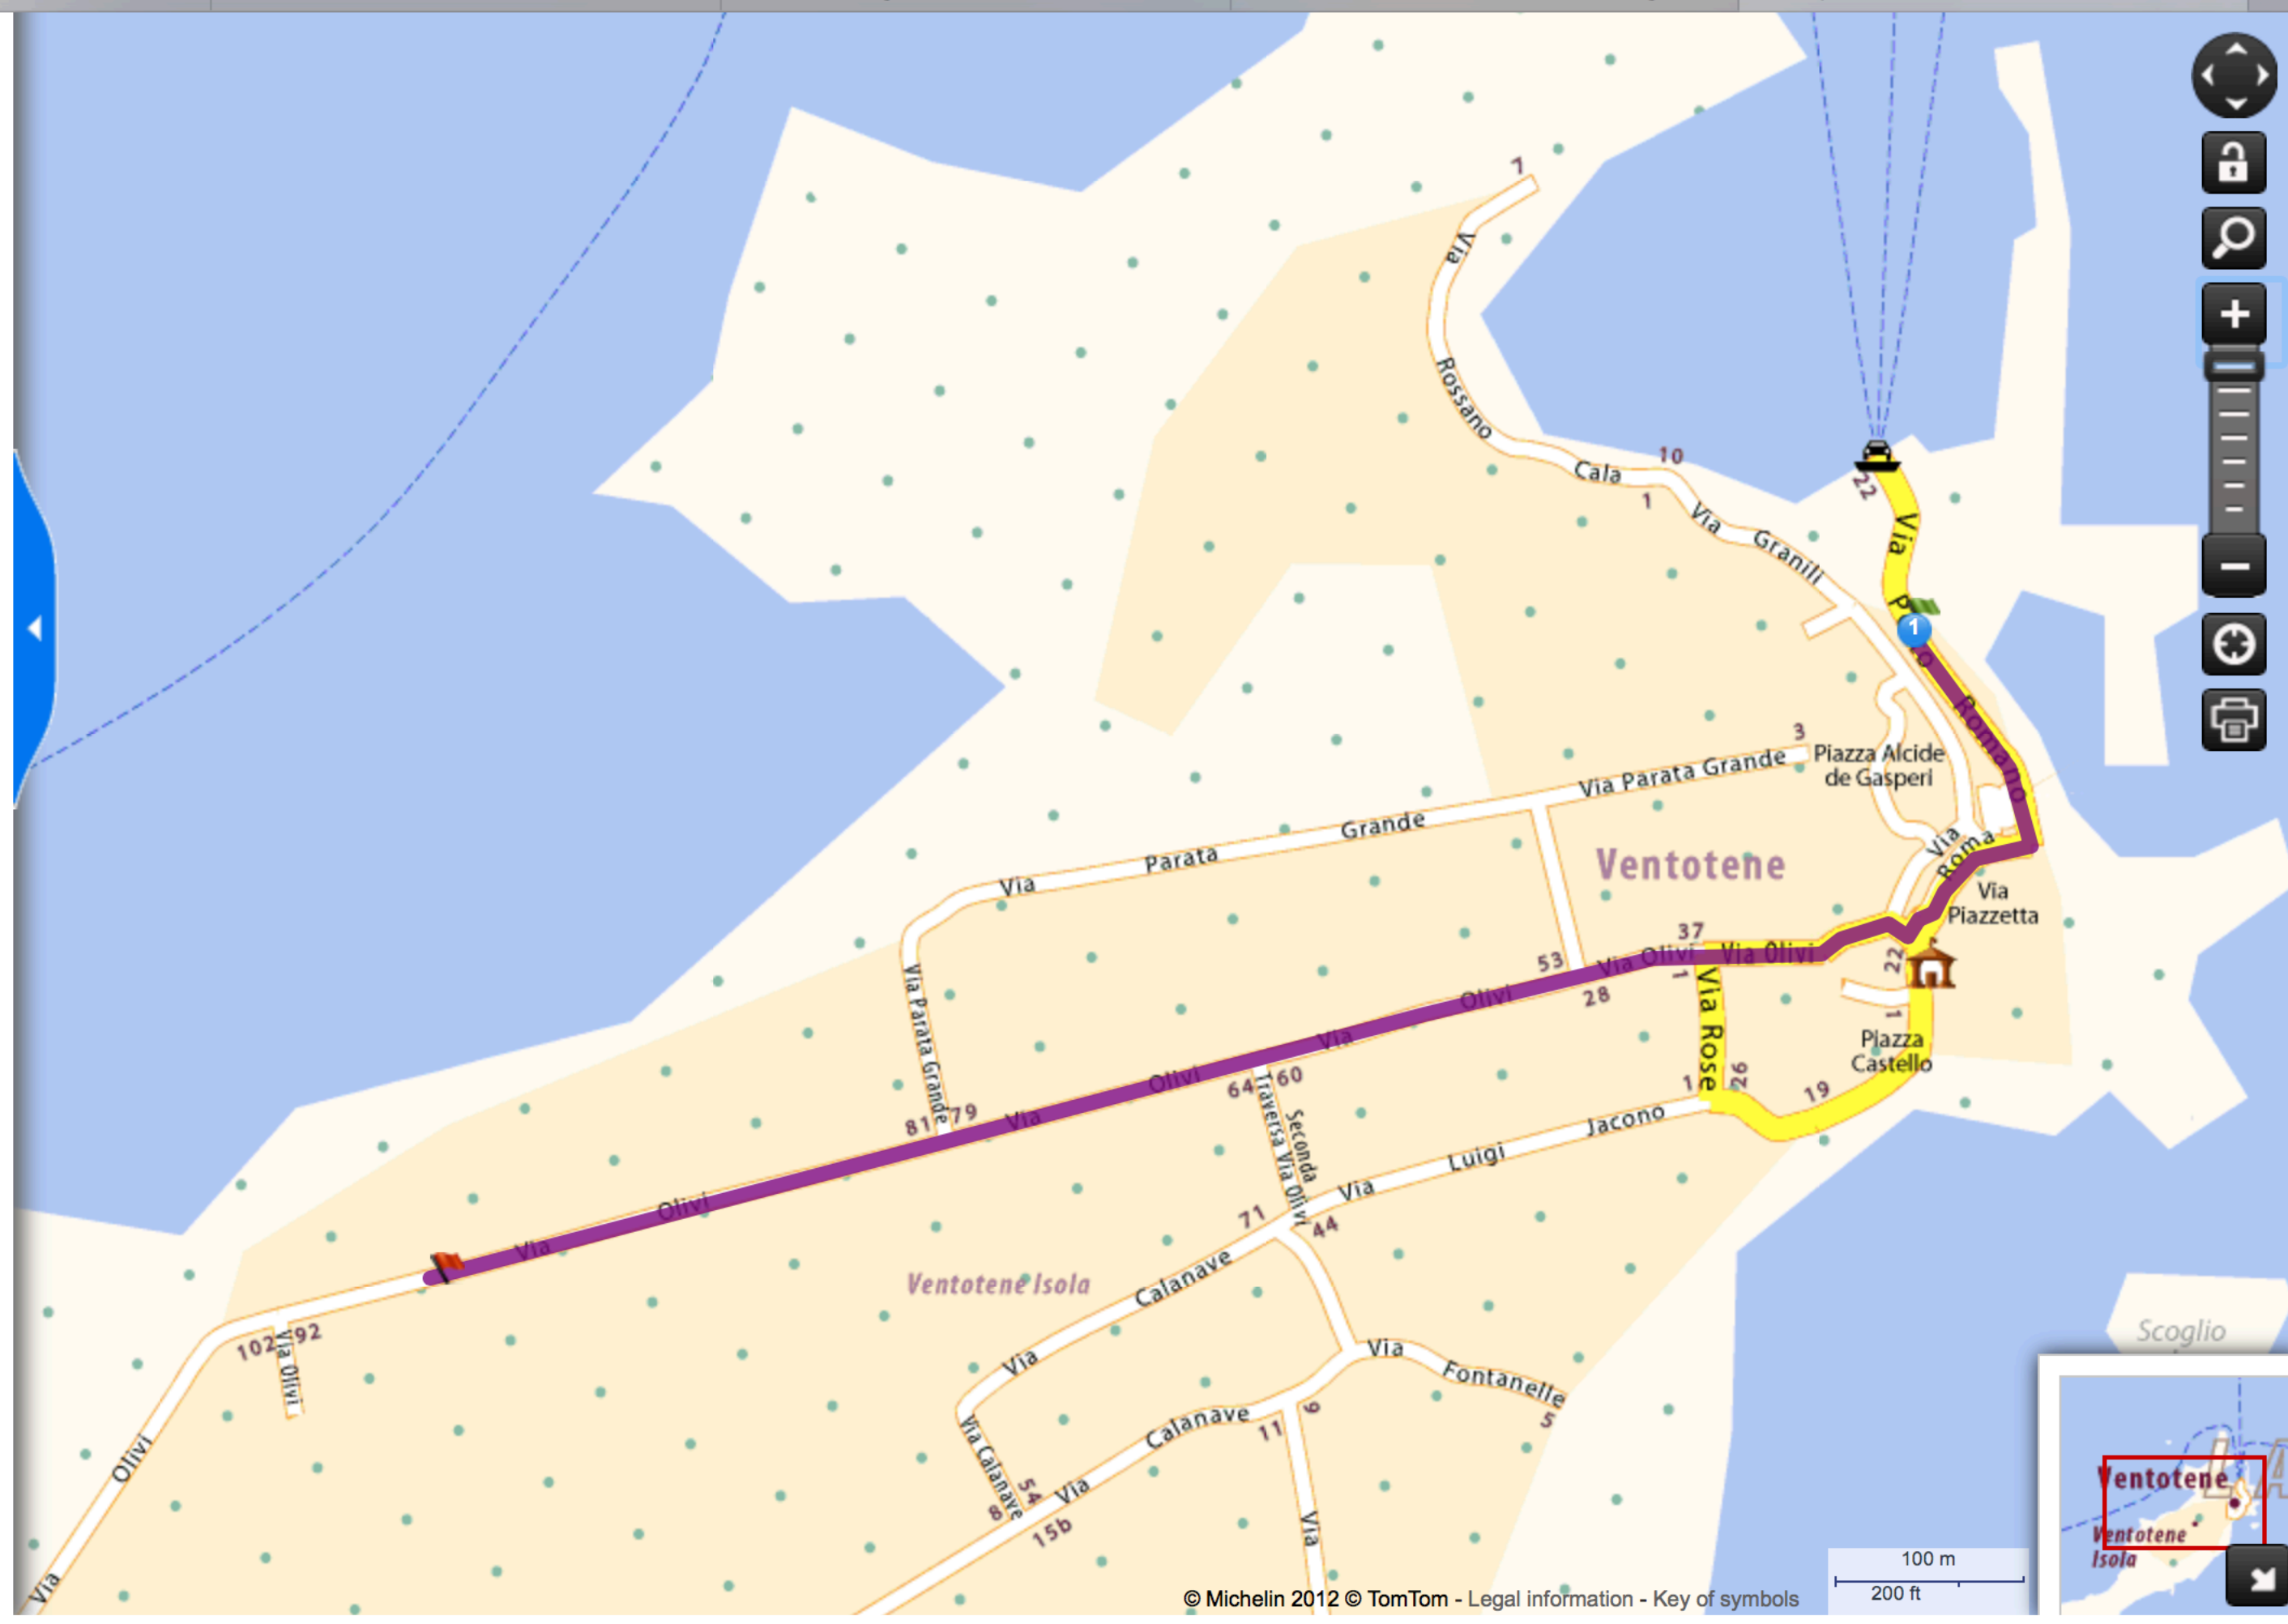 7
Via
Rossano
Cala
10
1
Via
Granili
22
Via
1
Romano
3
Piazza Alcide
de Gasperi
Via Parata Grande
Grande
Parata
Via
Ventotene
Via
Roma
Via
Piazzetta
37
Via Olivi
Via Olivi
53
28
1
22
Via Rose
1
Piazza
Castello
Olivi
Via
Via Parata Grande
Olivi
64
60
1
26
19
81
79
Via
Traversa Via Olivi
Seconda
Jacono
Luigi
Via
Olivi
71
44
Via
Ventotene Isola
Calanave
Via
102
92
Via Olivi
Via
Fontanelle
5
Scoglio
Via Calanave
Calanave
11
9
Olivi
Via
54
8
15b
Via
Via
Ventotene
Ventotene
Isola
LA
100 m
200 ft
© Michelin 2012 © TomTom - Legal information - Key of symbols